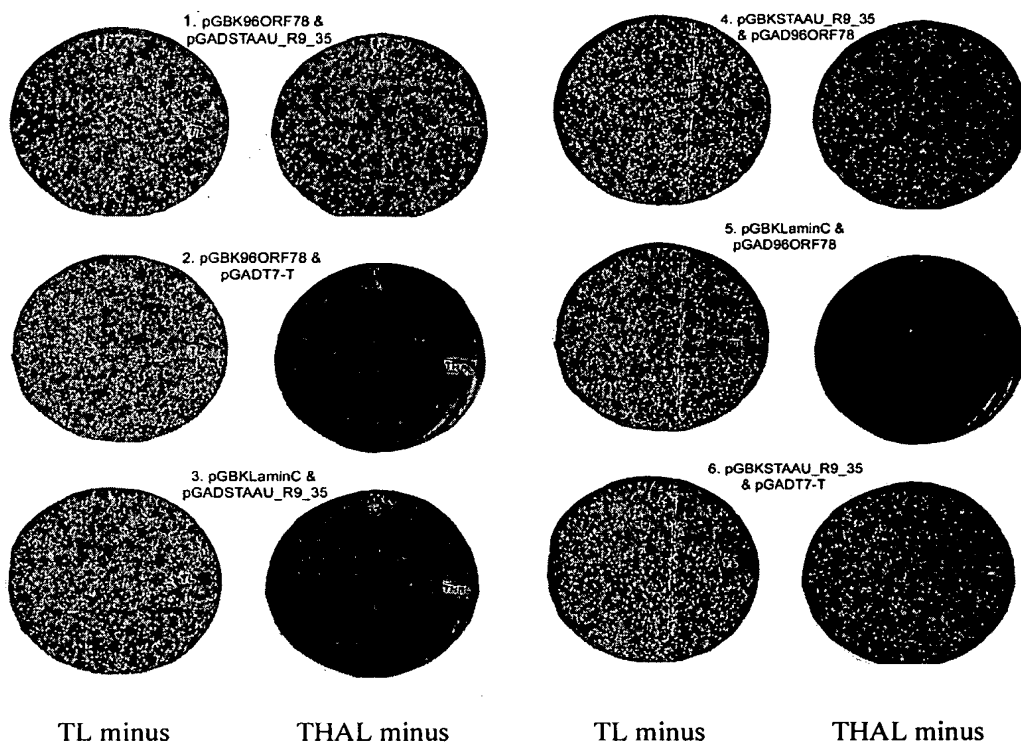 1. pGBK96ORF78 &
pGADSTAAU_R9_35
2. pGBK96ORF78 &
pGADT7-T
3. pGBKLaminC &
pGADSTAAU_R9_35
TL minus
THAL minus
4. pGBKSTAAU_R9_35
& pGAD96ORF78
5. pGBKLaminC &
pGAD96ORF78
6. pGBKSTAAU_R9_35
& pGADT7-T
TL minus
THAL minus